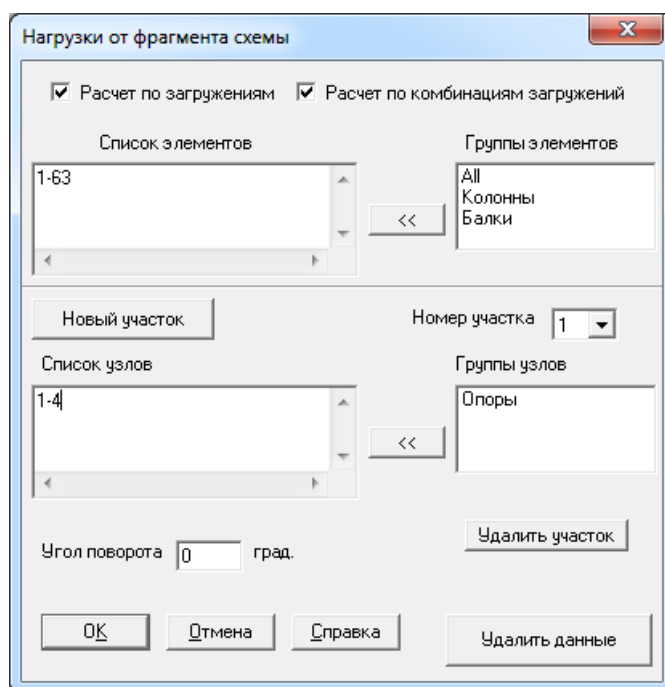 Нагрузки от фрагмента схемы
Расчет по загружениям Расчет по комбинациям загружений
Список элементов Группы элементов
1-63
All
Колонны
Балки
<<
Новый участок Номер участка 1
Список узлов Группы узлов
1-4
Опоры
<<
Удалить участок
Угол поворота 0 град.
OK Отмена Справка Удалить данные